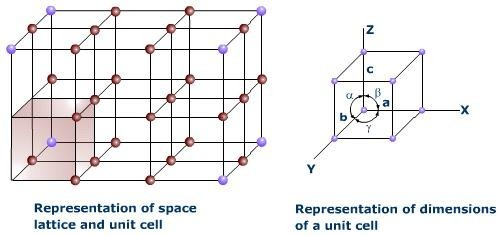 Z
c
α
β
a
X
b
γ
Y
Representation of space
lattice and unit cell
Representation of dimensions
of a unit cell